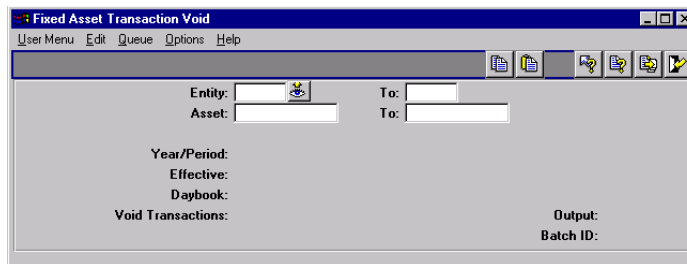 Fixed Asset Transaction Void
User Menu Edit Queue Options Help
Entity: To:
Asset: To:
Year/Period:
Effective:
Daybook:
Void Transactions: Output:
Batch ID: